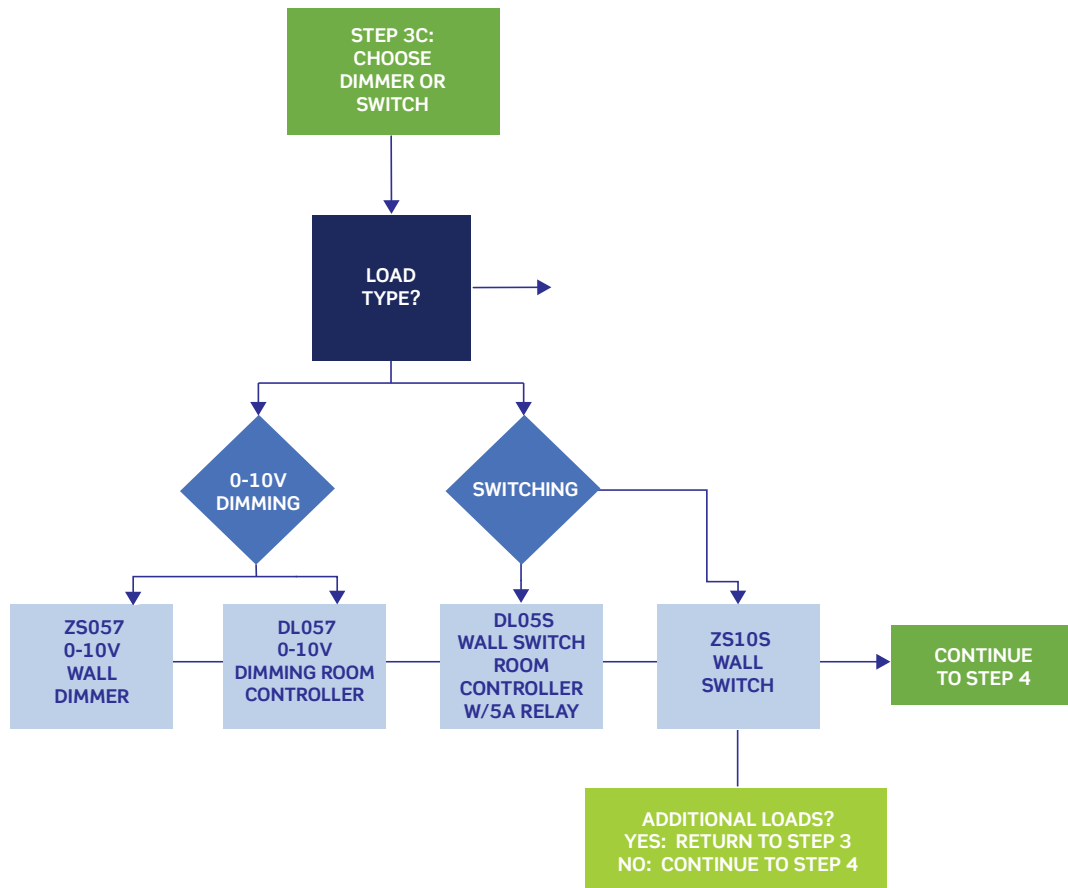 STEP 3C:
CHOOSE
DIMMER OR
SWITCH
LOAD
TYPE?
0-10V
DIMMING
SWITCHING
ZS057
0-10V
WALL
DIMMER
DL057
0-10V
DIMMING ROOM
CONTROLLER
DL05S
WALL SWITCH
ROOM
CONTROLLER
W/5A RELAY
ZS10S
WALL
SWITCH
CONTINUE
TO STEP 4
ADDITIONAL LOADS?
YES: RETURN TO STEP 3
NO: CONTINUE TO STEP 4